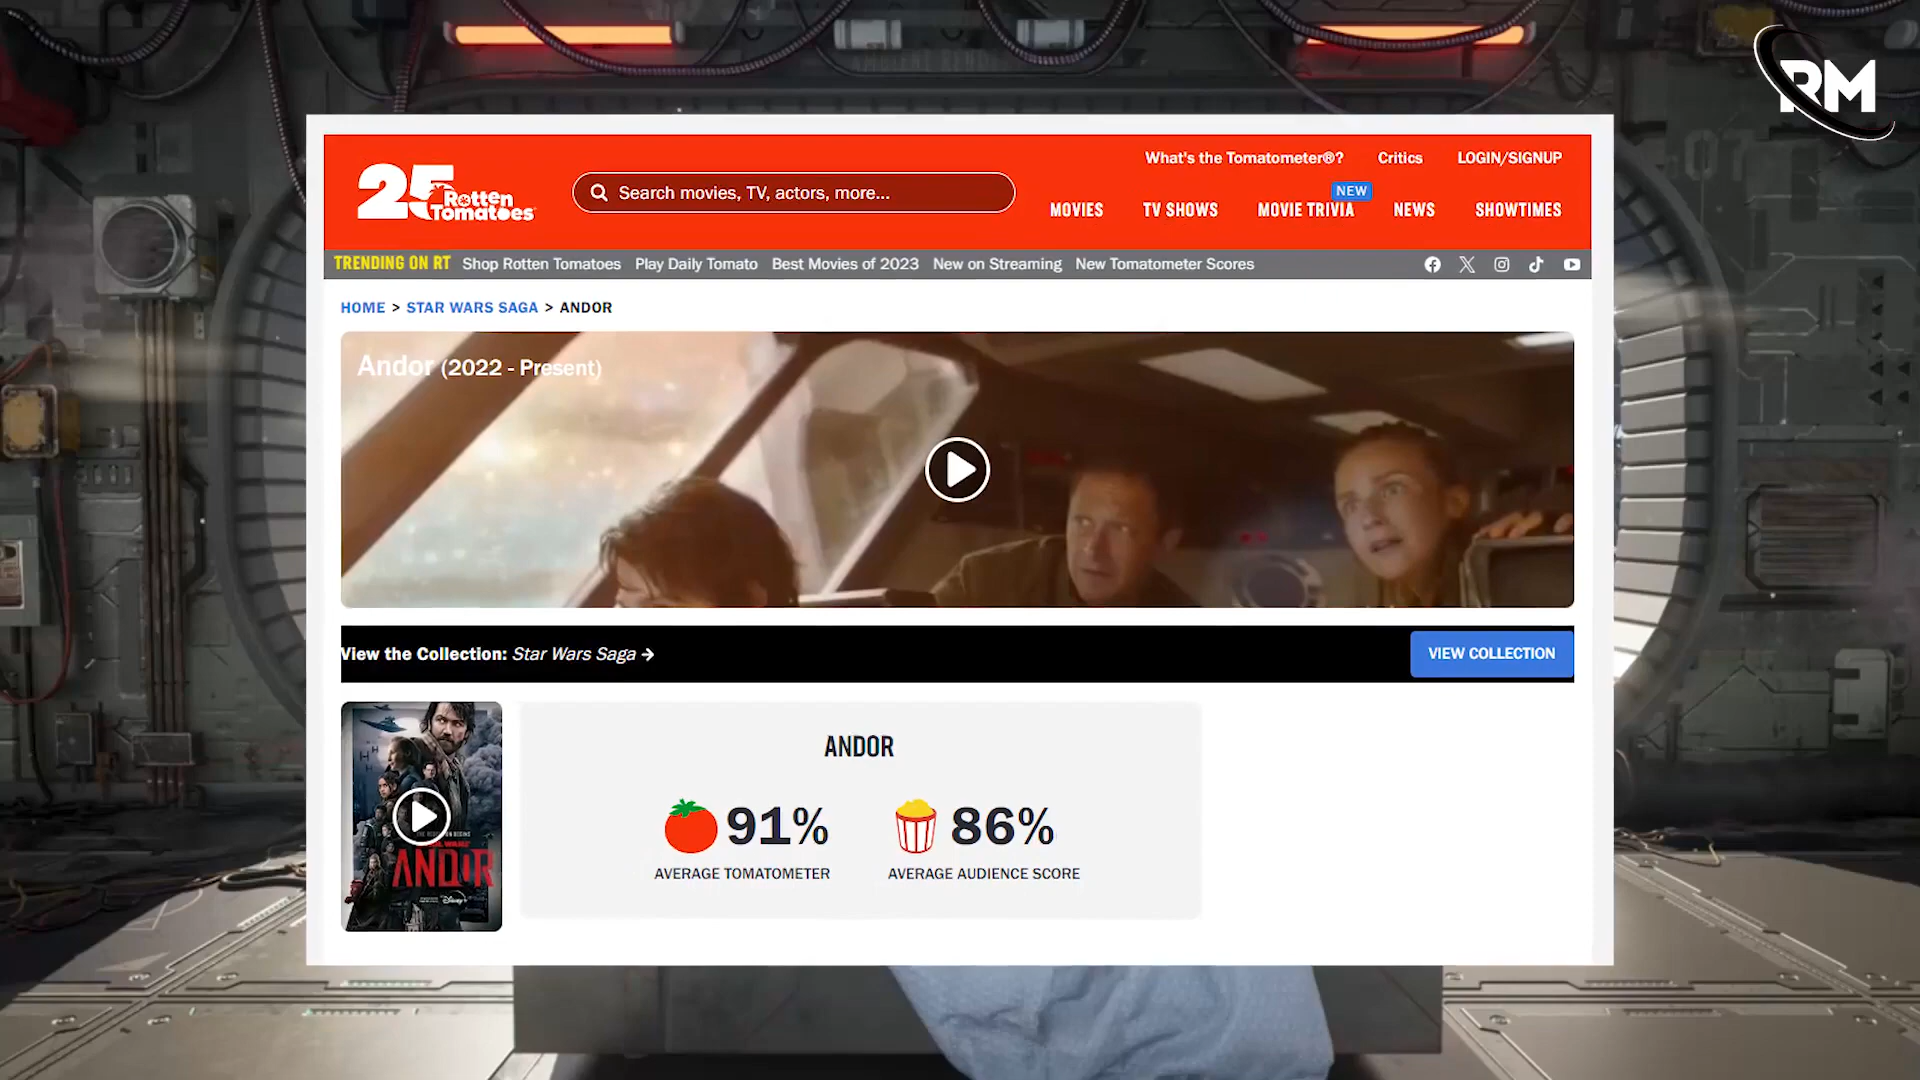 RM
What's the Tomatometer®?
Critics
LOGIN/SIGNUP
25 Rotten Tomatoes
Search movies, TV, actors, more...
NEW
MOVIES
TV SHOWS
MOVIE TRIVIA
NEWS
SHOWTIMES
TRENDING ON RT
Shop Rotten Tomatoes
Play Daily Tomato
Best Movies of 2023
New on Streaming
New Tomatometer Scores
HOME > STAR WARS SAGA > ANDOR
Andor (2022 - Present)
View the Collection: Star Wars Saga →
VIEW COLLECTION
STAR WARS
ANDOR
Disney+
ANDOR
91%
AVERAGE TOMATOMETER
86%
AVERAGE AUDIENCE SCORE